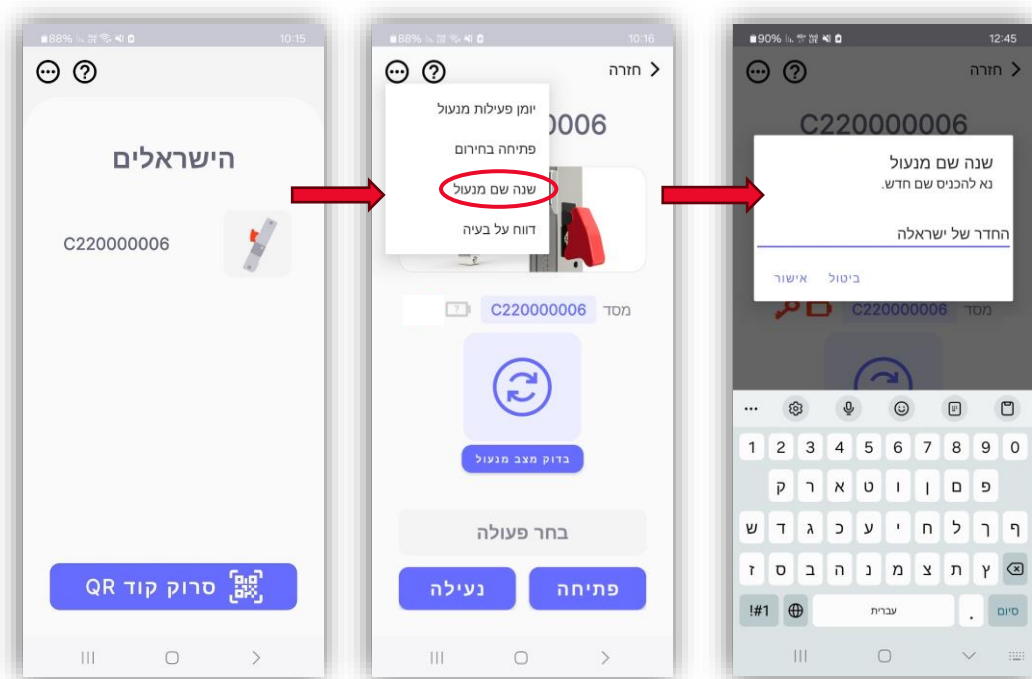 88% 10:15
הישראלים
C220000006
סרוק קוד QR
88% 10:16
חזרה
יומן פעילות מנעול
פתיחה בחירום
שנה שם מנעול
דווח על בעיה
0006
מסד C220000006
בדוק מצב מנעול
בחר פעולה
פתיחה נעילה
90% 12:45
חזרה
C220000006
שנה שם מנעול
נא להכניס שם חדש.
החדר של ישראלה
ביטול אישור
מסד C220000006
1 2 3 4 5 6 7 8 9 0
ק ר א ט ו ן ם פ
ש ד ג כ ע י ח ל ך ף
ז ס ב ה נ מ צ ת ץ
!#1 עברית . סיום